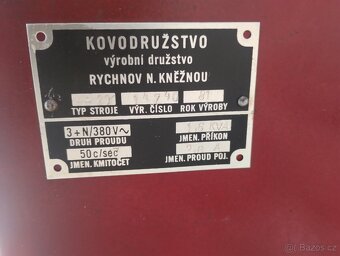 KOVODRUŽSTVO
výrobní družstvo
RYCHNOV N. KNĚŽNOU
TYP STROJE VÝR. ČÍSLO ROK VÝROBY
3+N/380V~
DRUH PROUDU
JMEN. PŘÍKON
50c/sec
JMEN. KMITOČET
JMEN. PROUD POJ.
Bazos.cz